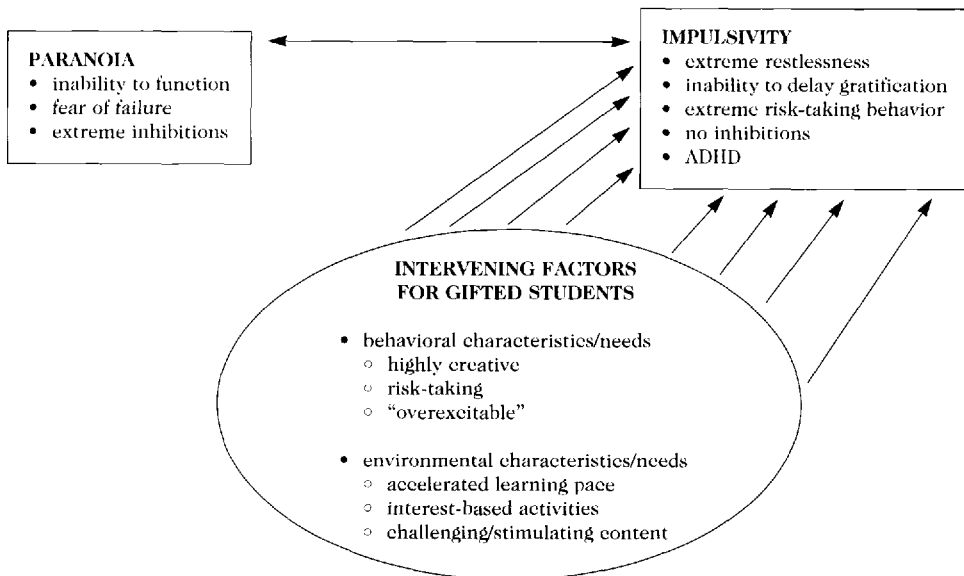 PARANOIA
• inability to function
• fear of failure
• extreme inhibitions
IMPULSIVITY
• extreme restlessness
• inability to delay gratification
• extreme risk-taking behavior
• no inhibitions
• ADHD
INTERVENING FACTORS
FOR GIFTED STUDENTS
• behavioral characteristics/needs
○ highly creative
○ risk-taking
○ “overexcitable”
• environmental characteristics/needs
○ accelerated learning pace
○ interest-based activities
○ challenging/stimulating content